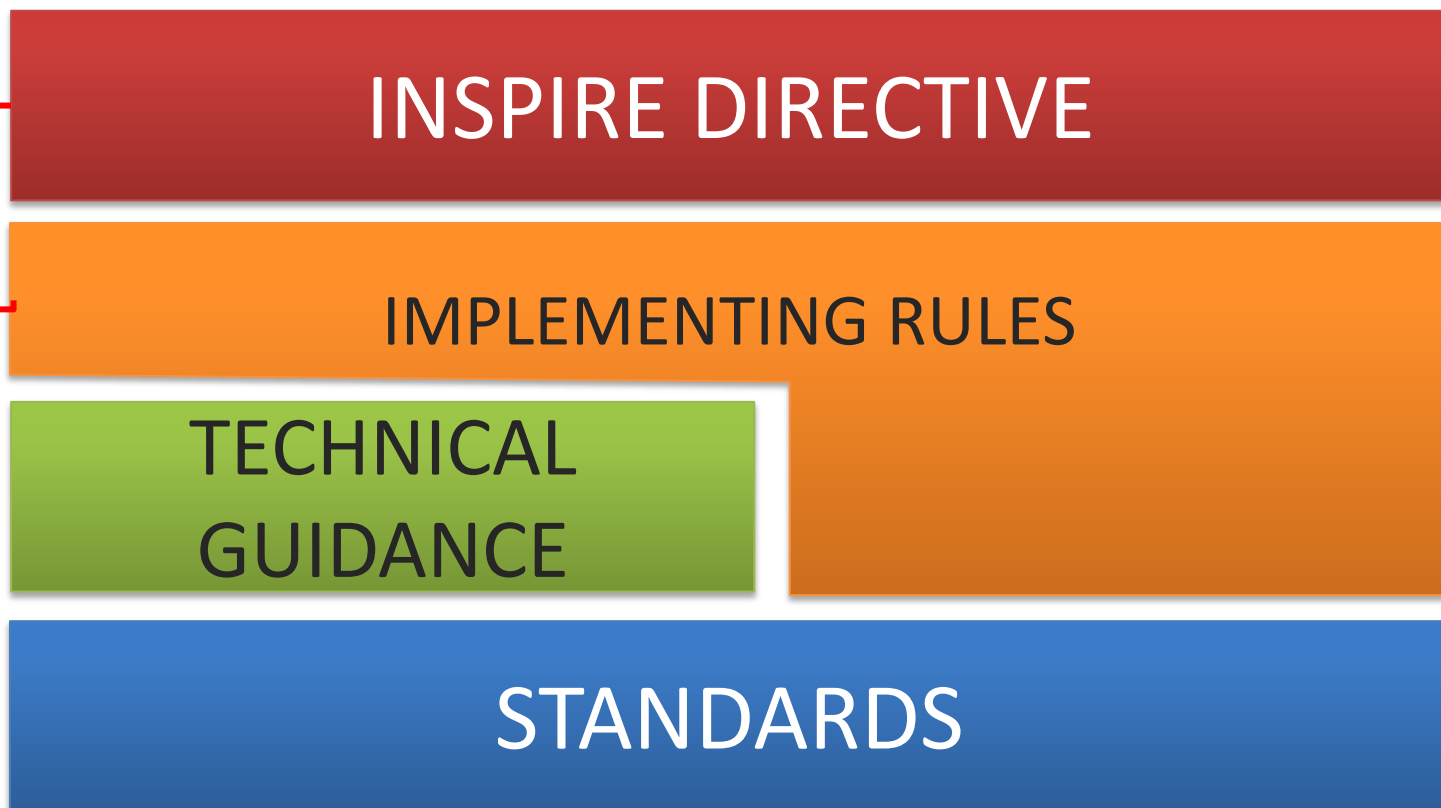 INSPIRE DIRECTIVE
IMPLEMENTING RULES
TECHNICAL
GUIDANCE
STANDARDS